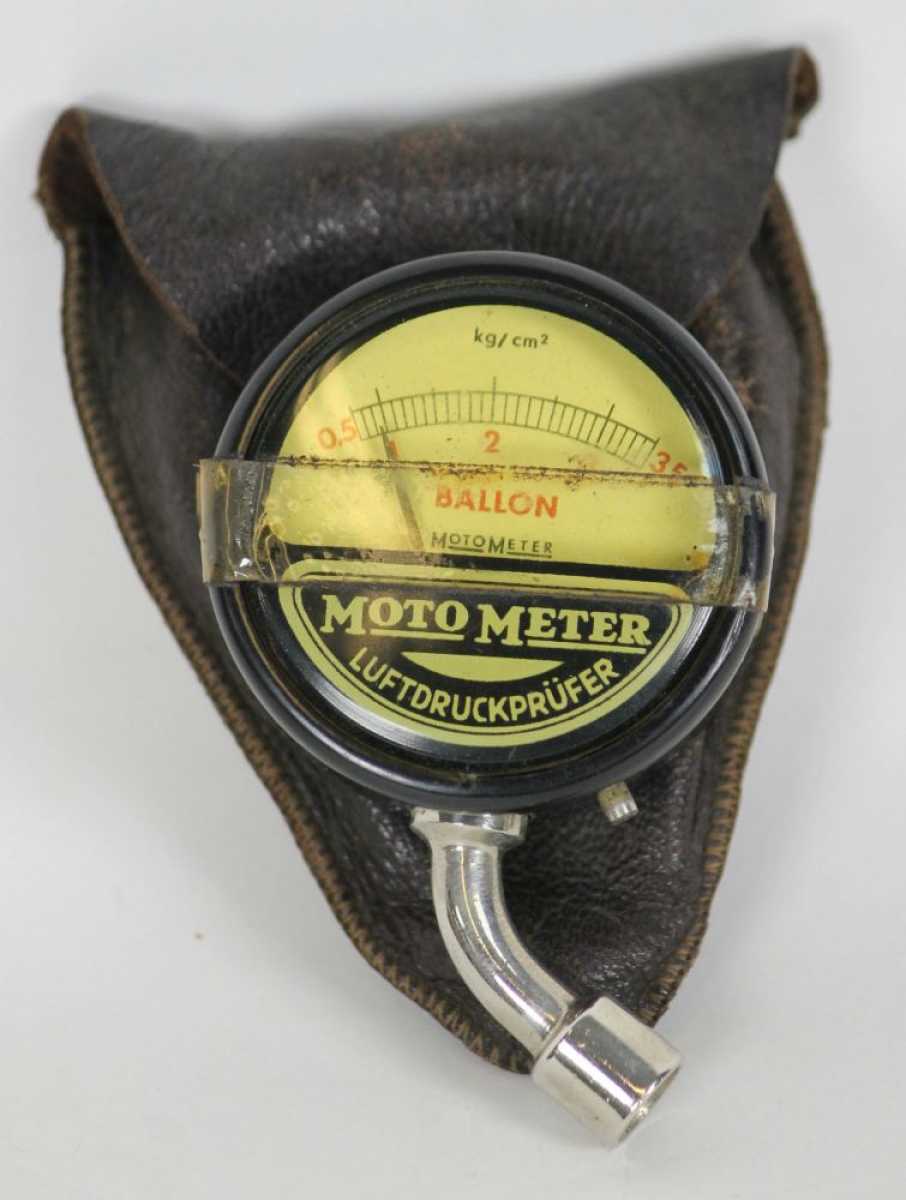 kg/cm²
0,5 1 2 3,5
BALLON
MOTOMETER
MOTO METER
LUFTDRUCKPRÜFER